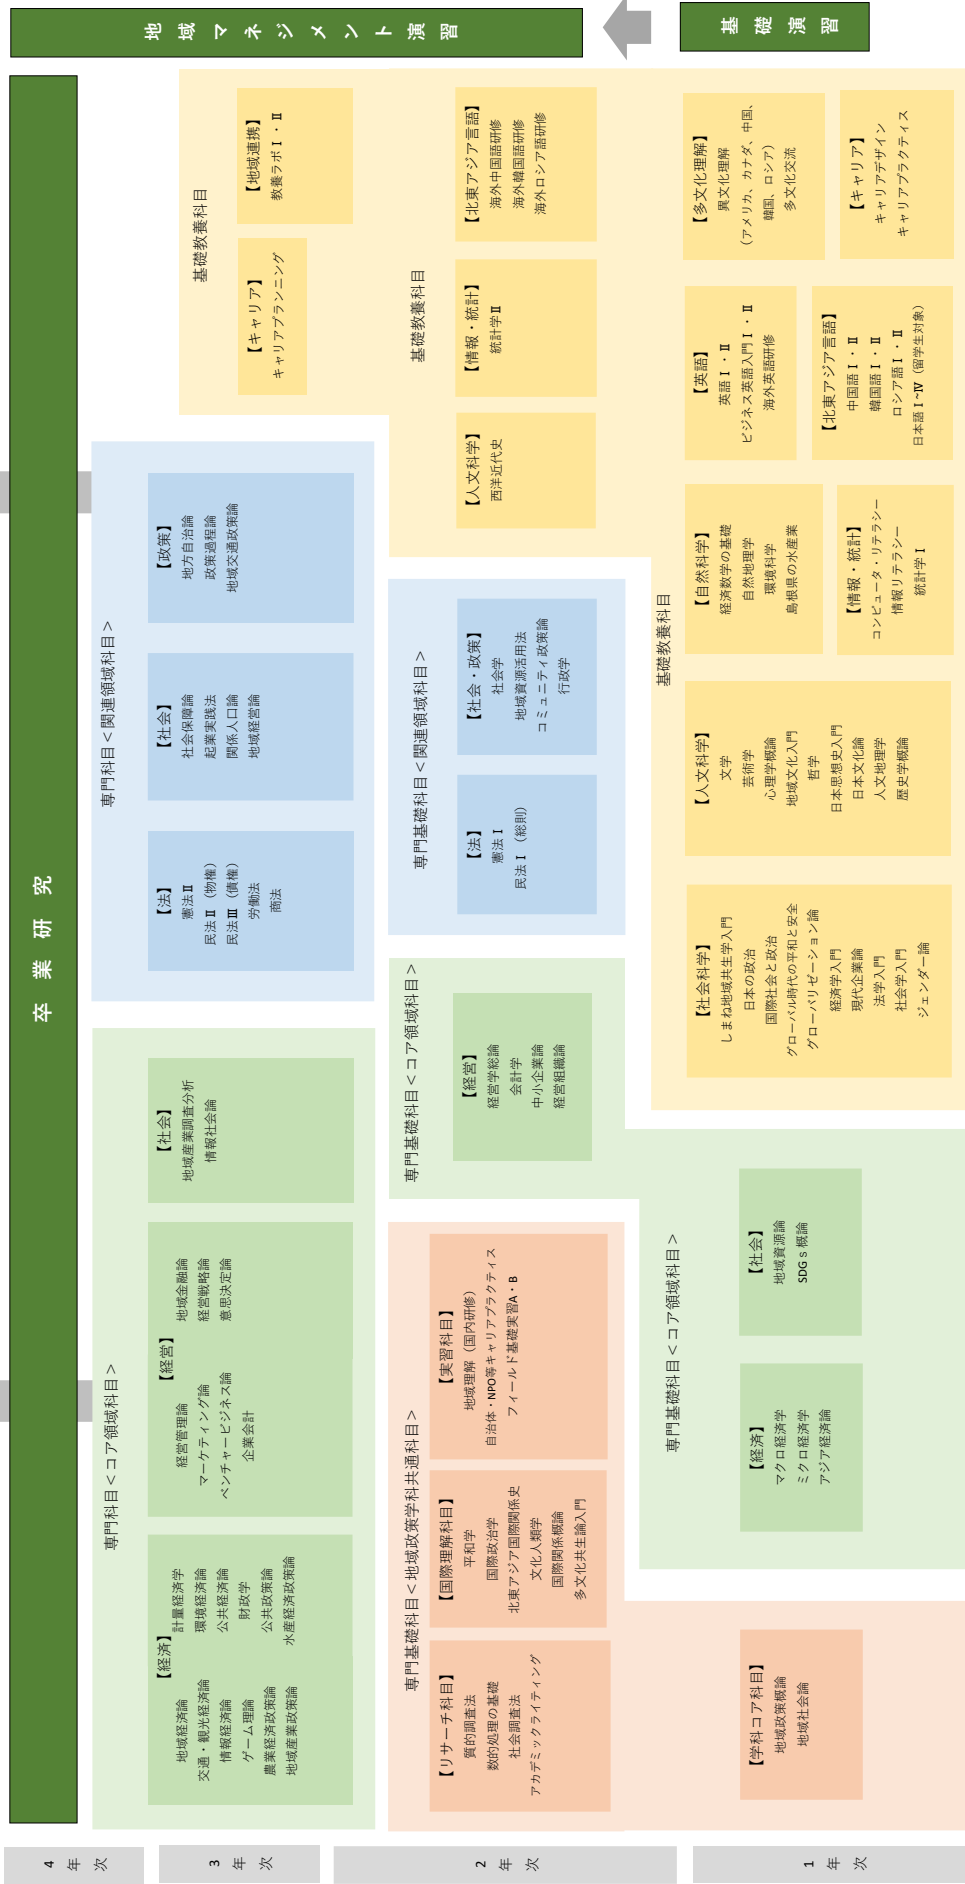 4年次
3年次
2年次
1年次
卒業研究
地域マネジメント演習
基礎演習
専門科目＜コア領域科目＞
【経済】
地域経済論
交通・観光経済論
情報経済論
ゲーム理論
農業経済政策論
地域産業政策論
計量経済学
環境経済論
公共経済論
財政学
公共政策論
水産経済政策論
【経営】
経営管理論
マーケティング論
ベンチャービジネス論
企業会計
地域金融論
経営戦略論
意思決定論
【社会】
地域産業調査分析
情報社会論
専門科目＜関連領域科目＞
【法】
憲法Ⅱ
民法Ⅱ（物権）
民法Ⅲ（債権）
労働法
商法
【社会】
社会保障論
起業実践法
関係人口論
地域経営論
【政策】
地方自治論
政策過程論
地域交通政策論
基礎教養科目
【キャリア】
キャリアプランニング
【地域連携】
教養ラボⅠ・Ⅱ
専門基礎科目＜地域政策学科共通科目＞
【リサーチ科目】
質的調査法
数的処理の基礎
社会調査法
アカデミックライティング
【国際理解科目】
平和学
国際政治学
北東アジア国際関係史
文化人類学
国際関係概論
多文化共生論入門
【実習科目】
地域理解（国内研修）
自治体・NPO等キャリアプラクティス
フィールド基礎実習A・B
専門基礎科目＜コア領域科目＞
【経営】
経営学総論
会計学
中小企業論
経営組織論
専門基礎科目＜関連領域科目＞
【法】
憲法Ⅰ
民法Ⅰ（総則）
【社会・政策】
社会学
地域資源活用法
コミュニティ政策論
行政学
基礎教養科目
【人文科学】
西洋近代史
【情報・統計】
統計学Ⅱ
【北東アジア言語】
海外中国語研修
海外韓国語研修
海外ロシア語研修
【学科コア科目】
地域政策概論
地域社会論
専門基礎科目＜コア領域科目＞
【経済】
マクロ経済学
ミクロ経済学
アジア経済論
【社会】
地域資源論
SDGｓ概論
基礎教養科目
【社会科学】
しまね地域共生学入門
日本の政治
国際社会と政治
グローバル時代の平和と安全
グローバリゼーション論
経済学入門
現代企業論
法学入門
社会学入門
ジェンダー論
【人文科学】
文学
芸術学
心理学概論
地域文化入門
哲学
日本思想史入門
日本文化論
人文地理学
歴史学概論
【自然科学】
経済数学の基礎
自然地理学
環境科学
島根県の水産業
【情報・統計】
コンピュータ・リテラシー
情報リテラシー
統計学Ⅰ
【英語】
英語Ⅰ・Ⅱ
ビジネス英語入門Ⅰ・Ⅱ
海外英語研修
【北東アジア言語】
中国語Ⅰ・Ⅱ
韓国語Ⅰ・Ⅱ
ロシア語Ⅰ・Ⅱ
日本語Ⅰ~Ⅳ（留学生対象）
【多文化理解】
異文化理解
（アメリカ、カナダ、中国、
韓国、ロシア）
多文化交流
【キャリア】
キャリアデザイン
キャリアプラクティス